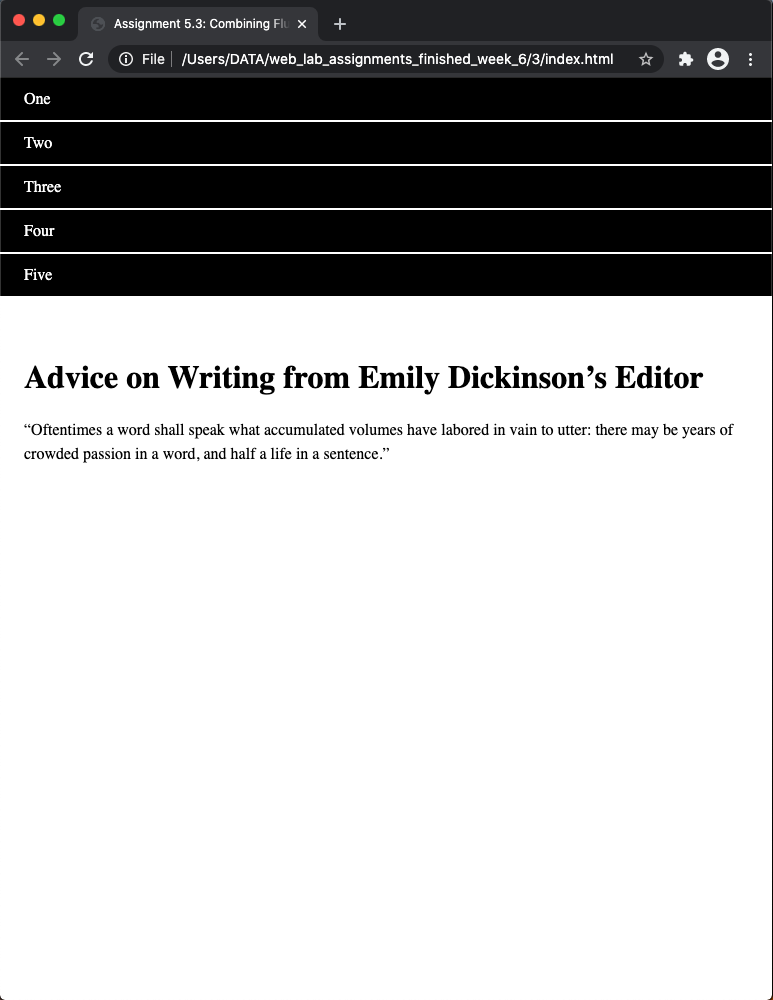 Assignment 5.3: Combining Flu
File /Users/DATA/web_lab_assignments_finished_week_6/3/index.html
One
Two
Three
Four
Five
Advice on Writing from Emily Dickinson’s Editor
“Oftentimes a word shall speak what accumulated volumes have labored in vain to utter: there may be years of
crowded passion in a word, and half a life in a sentence.”